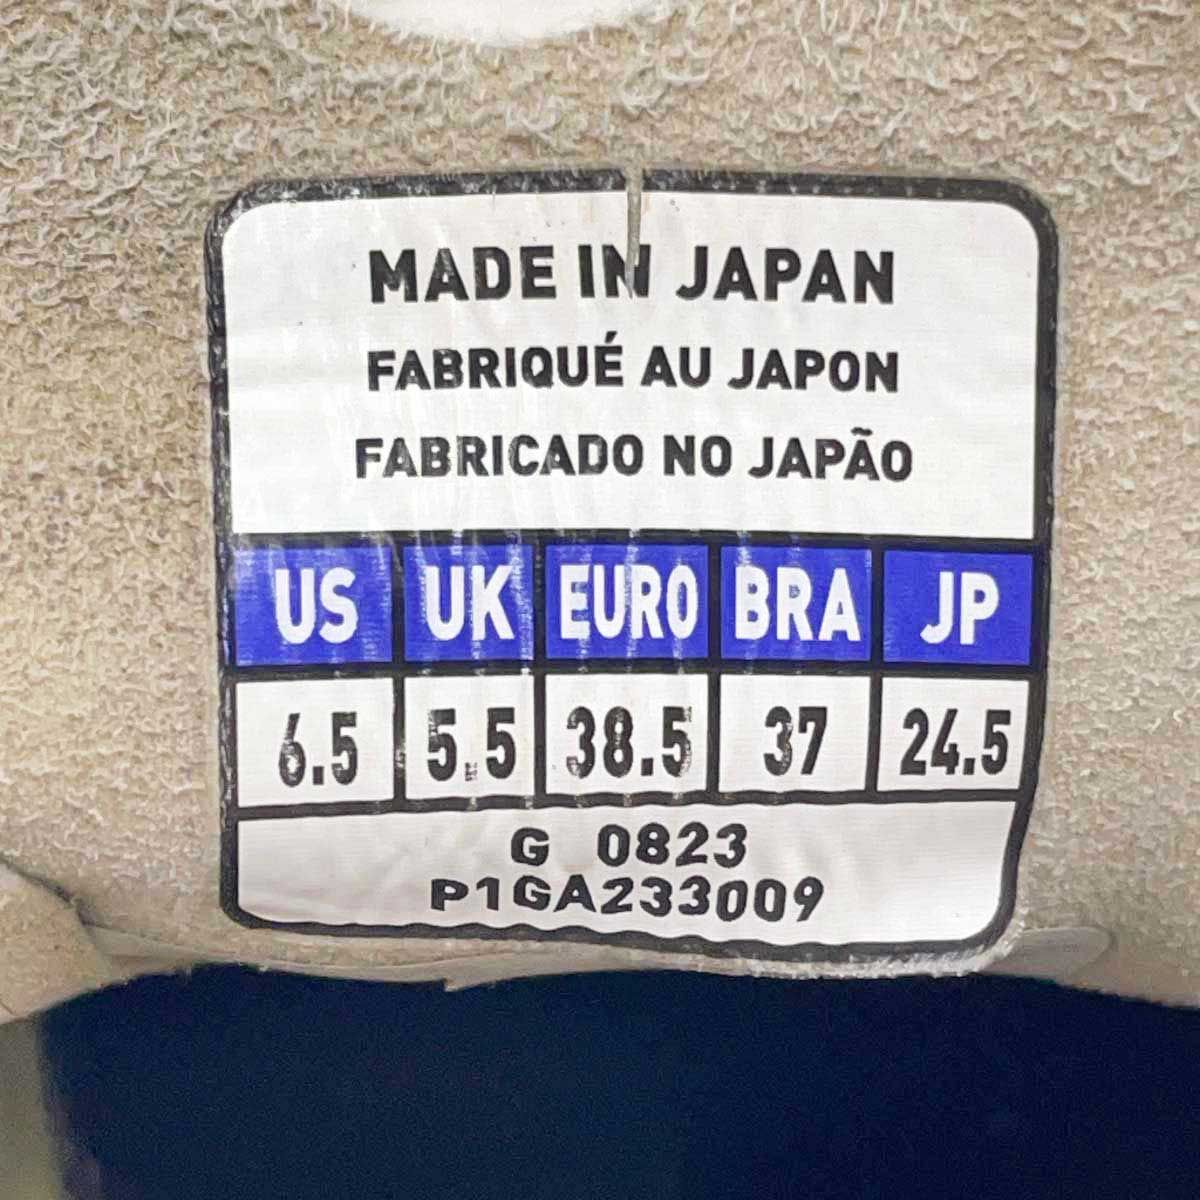 MADE IN JAPAN
FABRIQUÉ AU JAPON
FABRICADO NO JAPÃO
US UK EURO BRA JP
6.5 5.5 38.5 37 24.5
G 0823
P1GA233009